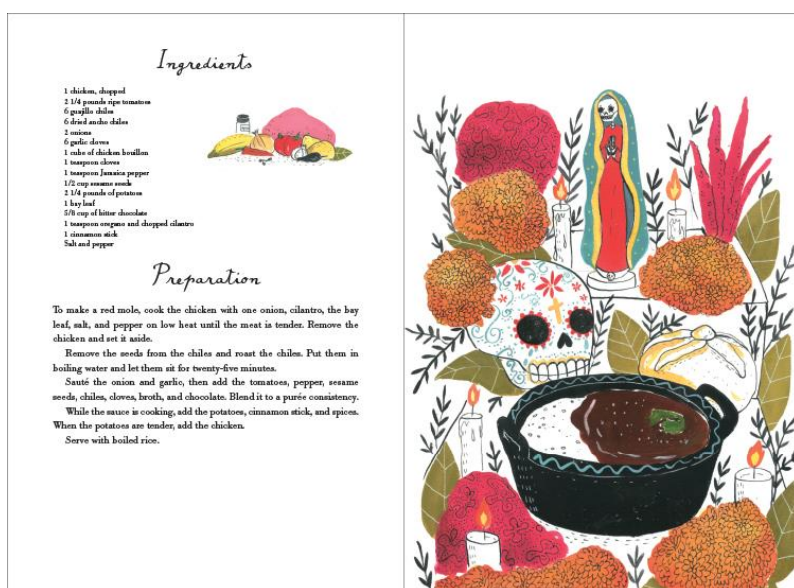 Ingredients
1 chicken, chopped
2 1/4 pounds ripe tomatoes
6 guajillo chiles
6 dried ancho chiles
2 onions
6 garlic cloves
1 cube of chicken bouillon
1 teaspoon cloves
1 teaspoon Jamaica pepper
1/2 cup sesame seeds
2 1/4 pounds of potatoes
1 bay leaf
5/8 cup of bitter chocolate
1 teaspoon oregano and chopped cilantro
1 cinnamon stick
Salt and pepper
Preparation
To make a red mole, cook the chicken with one onion, cilantro, the bay
leaf, salt, and pepper on low heat until the meat is tender. Remove the
chicken and set it aside.
Remove the seeds from the chiles and roast the chiles. Put them in
boiling water and let them sit for twenty-five minutes.
Sauté the onion and garlic, then add the tomatoes, pepper, sesame
seeds, chiles, cloves, broth, and chocolate. Blend it to a purée consistency.
While the sauce is cooking, add the potatoes, cinnamon stick, and spices.
When the potatoes are tender, add the chicken.
Serve with boiled rice.